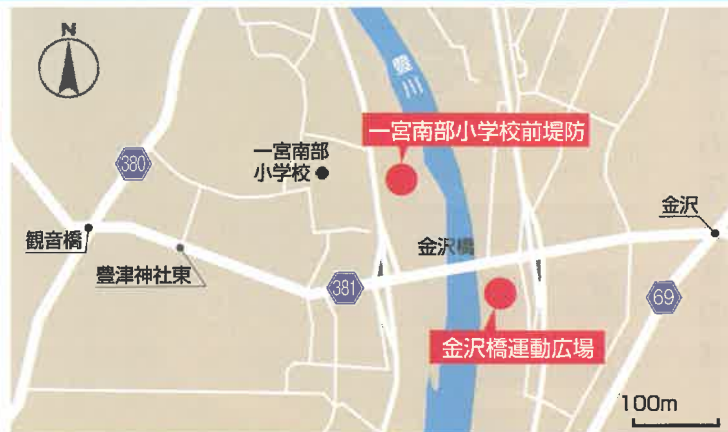 N
豊川
一宮南部小学校前堤防
一宮南部
小学校
380
金沢
観音橋
金沢橋
豊津神社東
381
69
金沢橋運動広場
100m